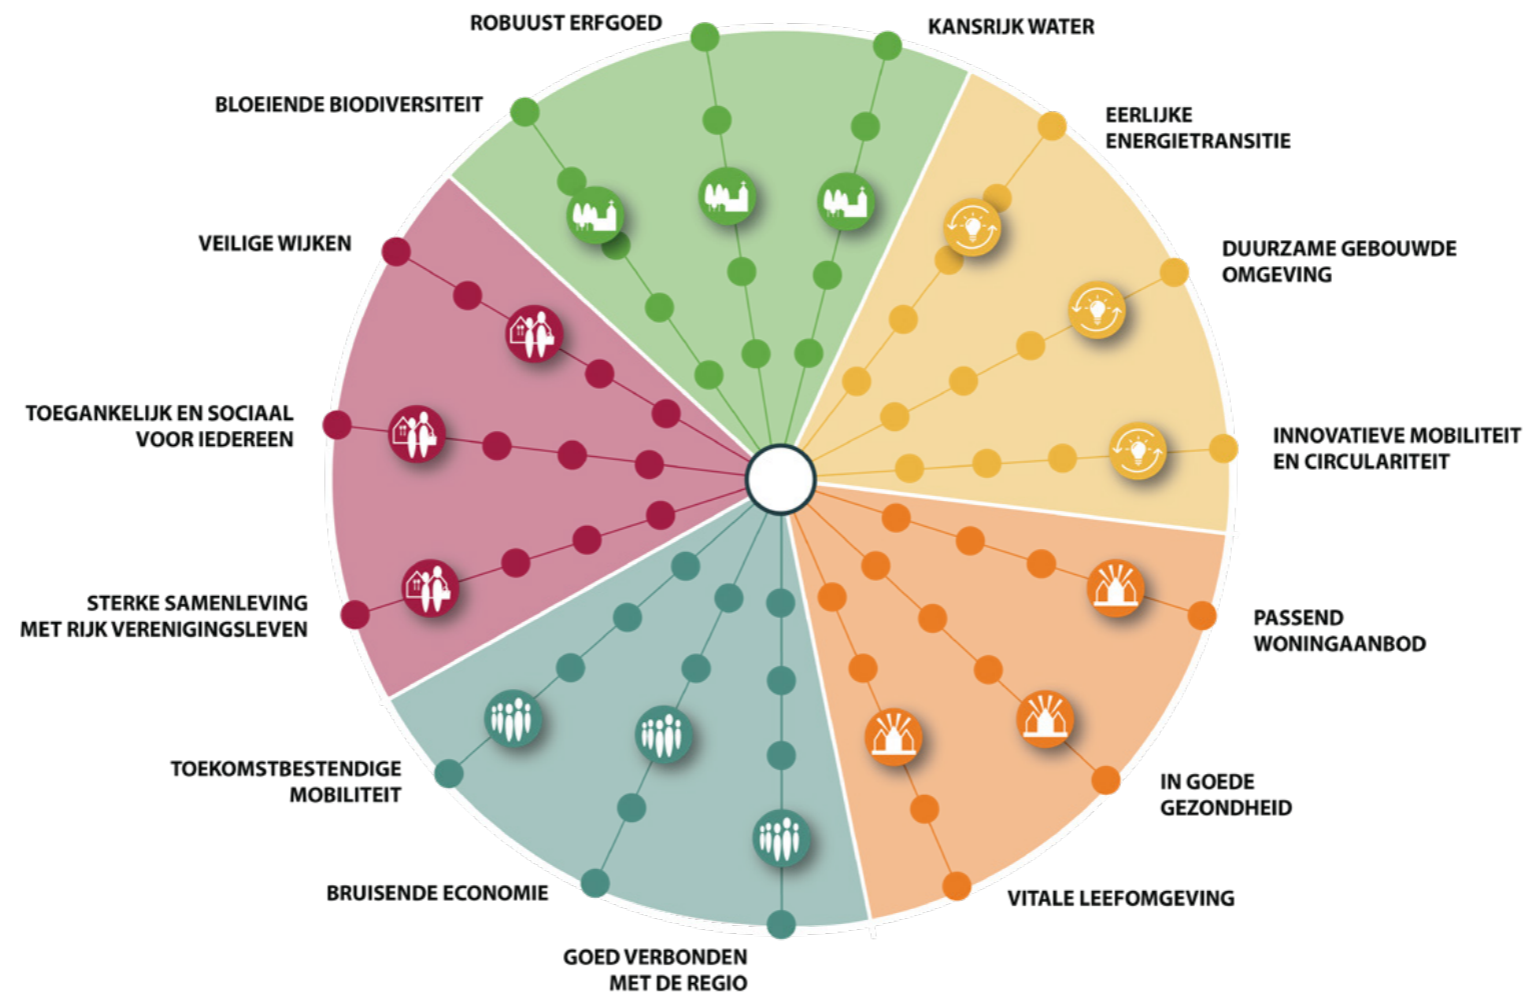 ROBUUST ERFGOED
KANSRIJK WATER
BLOEIENDE BIODIVERSITEIT
EERLIJKE
ENERGIETRANSITIE
VEILIGE WIJKEN
DUURZAME GEBOUWDE
OMGEVING
TOEGANKELIJK EN SOCIAAL
VOOR IEDEREEN
INNOVATIEVE MOBILITEIT
EN CIRCULARITEIT
STERKE SAMENLEVING
MET RIJK VERENIGINGSLEVEN
PASSEND
WONINGAANBOD
TOEKOMSTBESTENDIGE
MOBILITEIT
IN GOEDE
GEZONDHEID
BRUISENDE ECONOMIE
VITALE LEEFOMGEVING
GOED VERBONDEN
MET DE REGIO